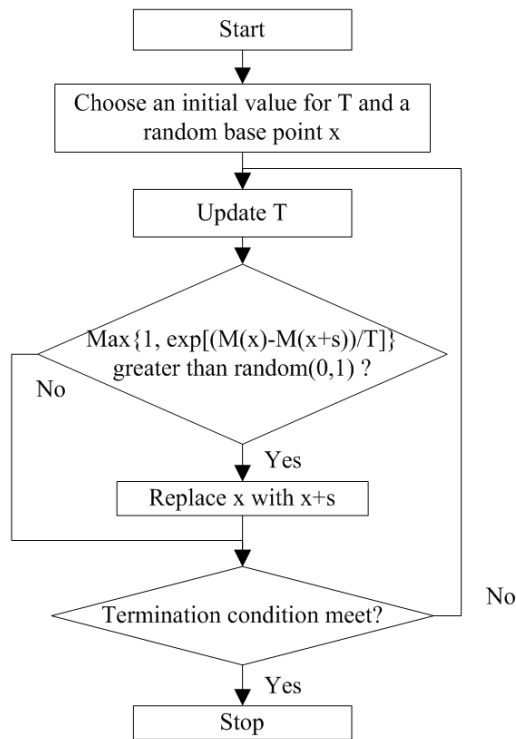 Start
Choose an initial value for T and a
random base point x
Update T
Max{1, exp[(M(x)-M(x+s))/T]}
greater than random(0,1) ?
No
Yes
Replace x with x+s
Termination condition meet?
No
Yes
Stop